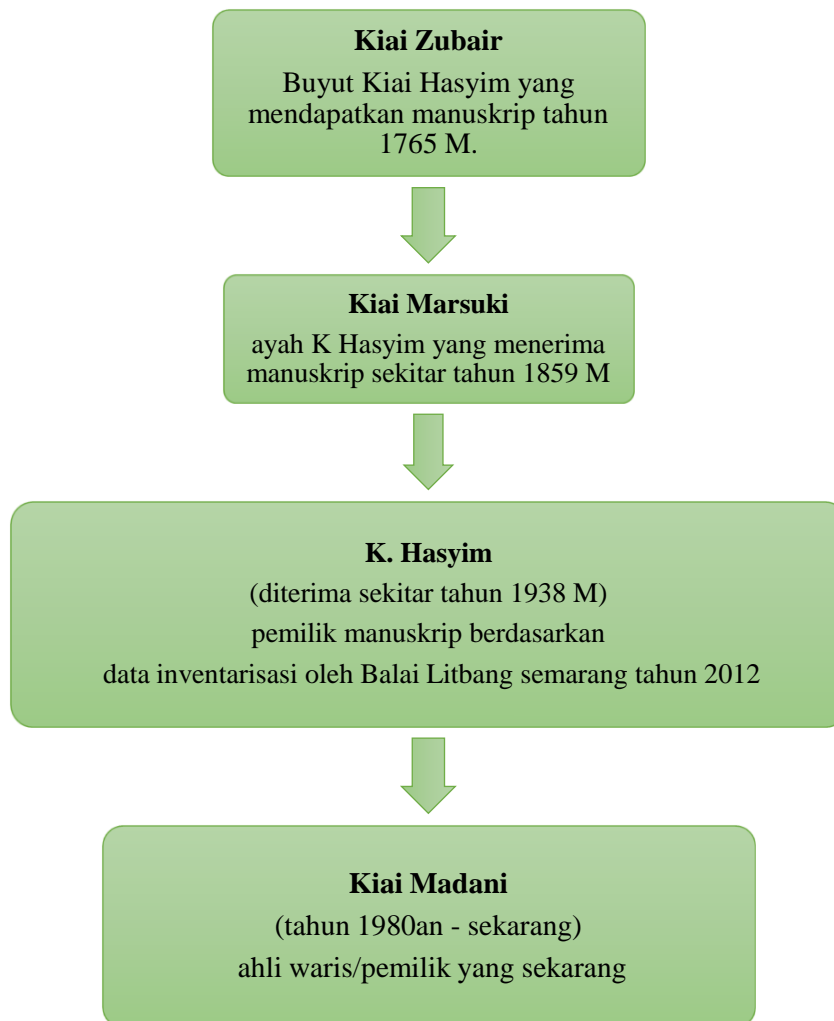 Kiai Zubair
Buyut Kiai Hasyim yang
mendapatkan manuskrip tahun
1765 M.
Kiai Marsuki
ayah K Hasyim yang menerima
manuskrip sekitar tahun 1859 M
K. Hasyim
(diterima sekitar tahun 1938 M)
pemilik manuskrip berdasarkan
data inventarisasi oleh Balai Litbang semarang tahun 2012
Kiai Madani
(tahun 1980an - sekarang)
ahli waris/pemilik yang sekarang